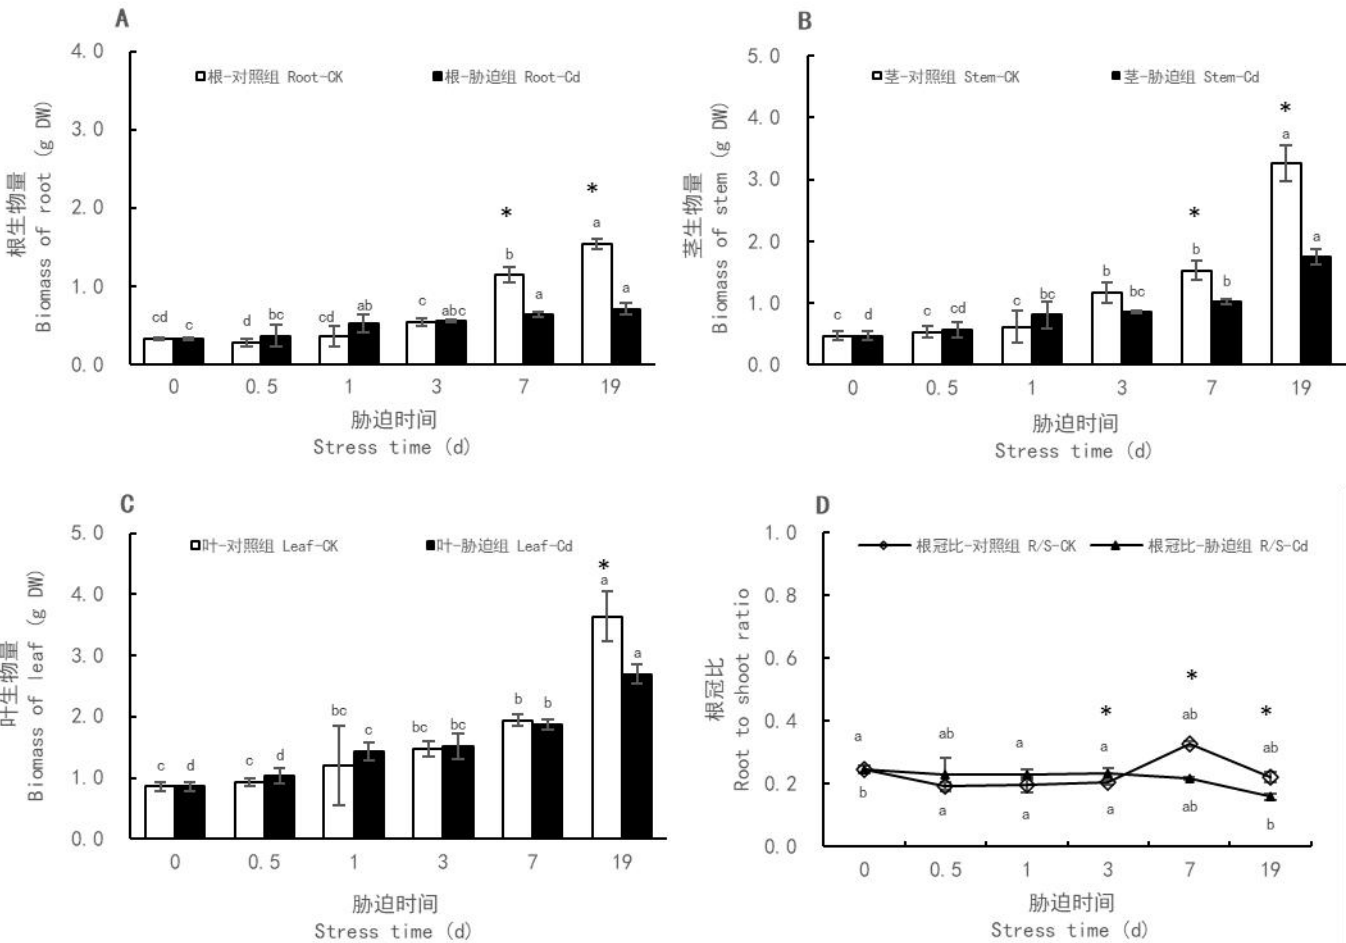 A
4.0
3.0
2.0
1.0
0.0
根生物量
Biomass of root (g DW)
根-对照组 Root-CK
根-胁迫组 Root-Cd
*
*
cd
c
d
bc
cd
ab
c
abc
b
a
a
a
0
0.5
1
3
7
19
胁迫时间
Stress time (d)
B
5.0
4.0
3.0
2.0
1.0
0.0
茎生物量
Biomass of stem (g DW)
茎-对照组 Stem-CK
茎-胁迫组 Stem-Cd
*
*
c
d
c
cd
c
bc
b
bc
b
b
a
a
0
0.5
1
3
7
19
胁迫时间
Stress time (d)
C
5.0
4.0
3.0
2.0
1.0
0.0
叶生物量
Biomass of leaf (g DW)
叶-对照组 Leaf-CK
叶-胁迫组 Leaf-Cd
*
c
d
c
d
bc
c
bc
bc
b
b
a
a
0
0.5
1
3
7
19
胁迫时间
Stress time (d)
D
1.0
0.8
0.6
0.4
0.2
0.0
根冠比
Root to shoot ratio
根冠比-对照组 R/S-CK
根冠比-胁迫组 R/S-Cd
*
*
*
a
ab
a
a
ab
ab
b
a
a
a
ab
b
0
0.5
1
3
7
19
胁迫时间
Stress time (d)